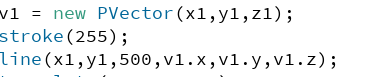 v1 = new PVector(x1,y1,z1);
stroke(255);
line(x1,y1,500,v1.x,v1.y,v1.z);